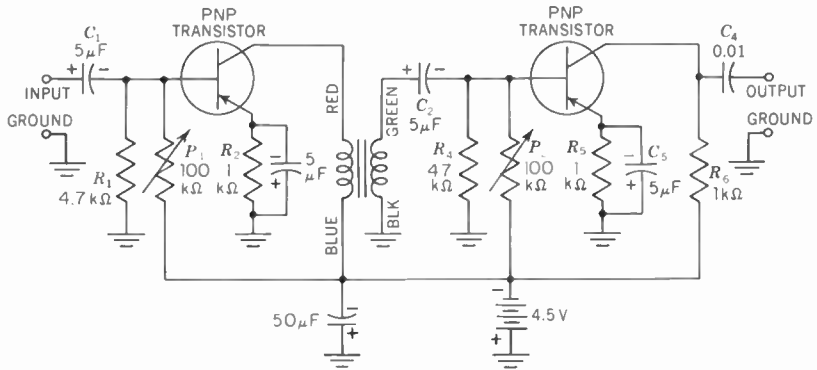 PNP
TRANSISTOR
C1
5μF
+ -
INPUT
GROUND
R1
4.7 kΩ
P1
100
kΩ
R2
1
kΩ
-
+
5
μF
RED
BLUE
GREEN
BLK
+ -
C2
5μF
PNP
TRANSISTOR
R4
47
kΩ
P
100
kΩ
R5
1
kΩ
-
+
C5
5μF
C4
0.01
OUTPUT
GROUND
R6
1kΩ
50μF
-
+
-
+
4.5V